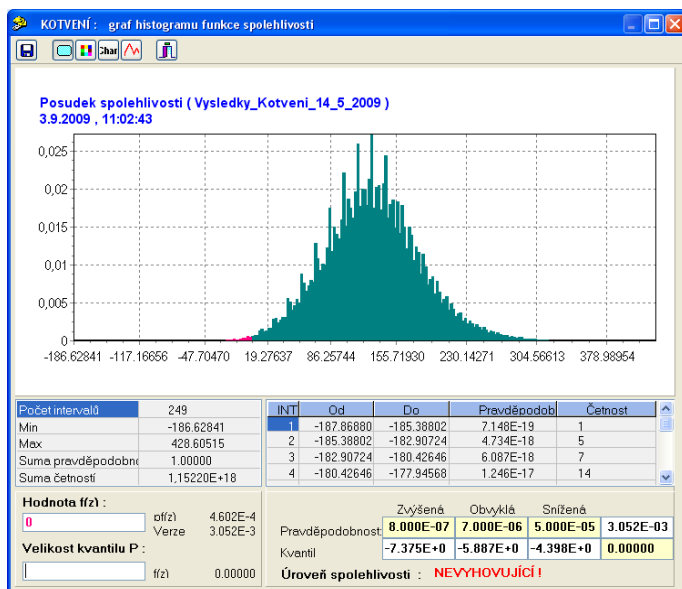 KOTVENÍ : graf histogramu funkce spolehlivosti
Char
Posudek spolehlivosti ( Vysledky_Kotveni_14_5_2009 )
3.9.2009 , 11:02:43
0,025
0,02
0,015
0,01
0,005
0
-186.62841 -117.16656 -47.70470 19.27637 86.25744 155.71930 230.14271 304.56613 378.98954
Počet intervalů 249
Min -186.62841
Max 428.60515
Suma pravděpodobno 1.00000
Suma četností 1,15220E+18
INT Od Do Pravděpodob Četnost
1 -187.86880 -185.38802 7.148E-19 1
2 -185.38802 -182.90724 4.734E-18 5
3 -182.90724 -180.42646 6.087E-18 7
4 -180.42646 -177.94568 1.246E-17 14
Hodnota f(z) :
0
pf(z) 4.602E-4
Verze 3.052E-3
Velikost kvantilu P :
f(z) 0.00000
Zvýšená Obvyklá Snížená
Pravděpodobnost 8.000E-07 7.000E-06 5.000E-05 3.052E-03
Kvantil -7.375E+0 -5.887E+0 -4.398E+0 0.00000
Úroveň spolehlivosti : NEVYHOVUJÍCÍ !